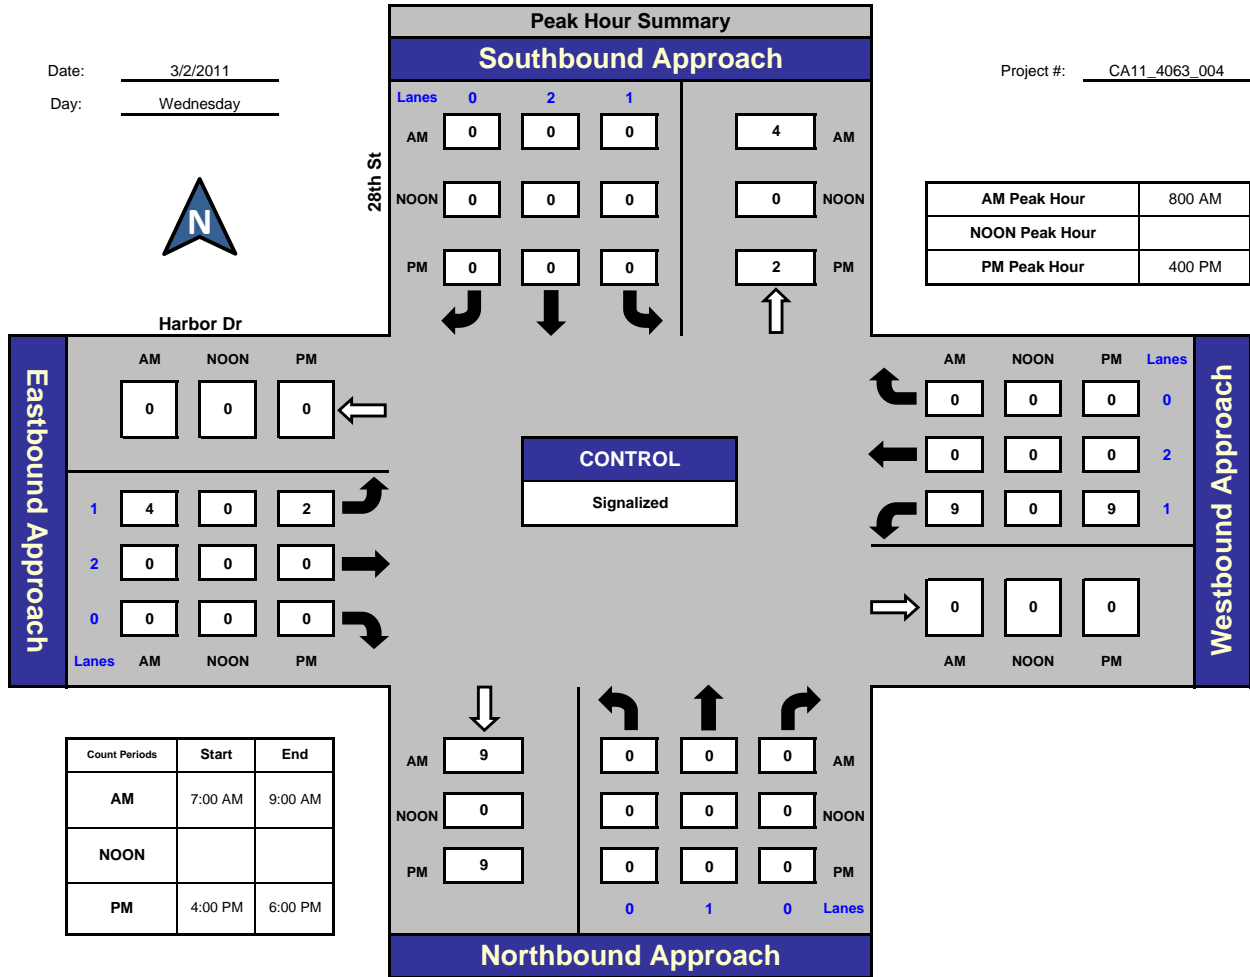 Peak Hour Summary
Southbound Approach
Date: 3/2/2011
Project #: CA11_4063_004
Day: Wednesday
Lanes 0 2 1
AM 0 0 0 4 AM
28th St
NOON 0 0 0 0 NOON
PM 0 0 0 2 PM
N
AM Peak Hour 800 AM
NOON Peak Hour
PM Peak Hour 400 PM
Harbor Dr
Eastbound Approach
AM NOON PM
0 0 0
1 4 0 2
2 0 0 0
0 0 0 0
Lanes AM NOON PM
CONTROL
Signalized
AM NOON PM Lanes
0 0 0 0
0 0 0 2
9 0 9 1
0 0 0
AM NOON PM
Westbound Approach
Count Periods Start End
AM 7:00 AM 9:00 AM
NOON
PM 4:00 PM 6:00 PM
AM 9 0 0 0 AM
NOON 0 0 0 0 NOON
PM 9 0 0 0 PM
0 1 0 Lanes
Northbound Approach